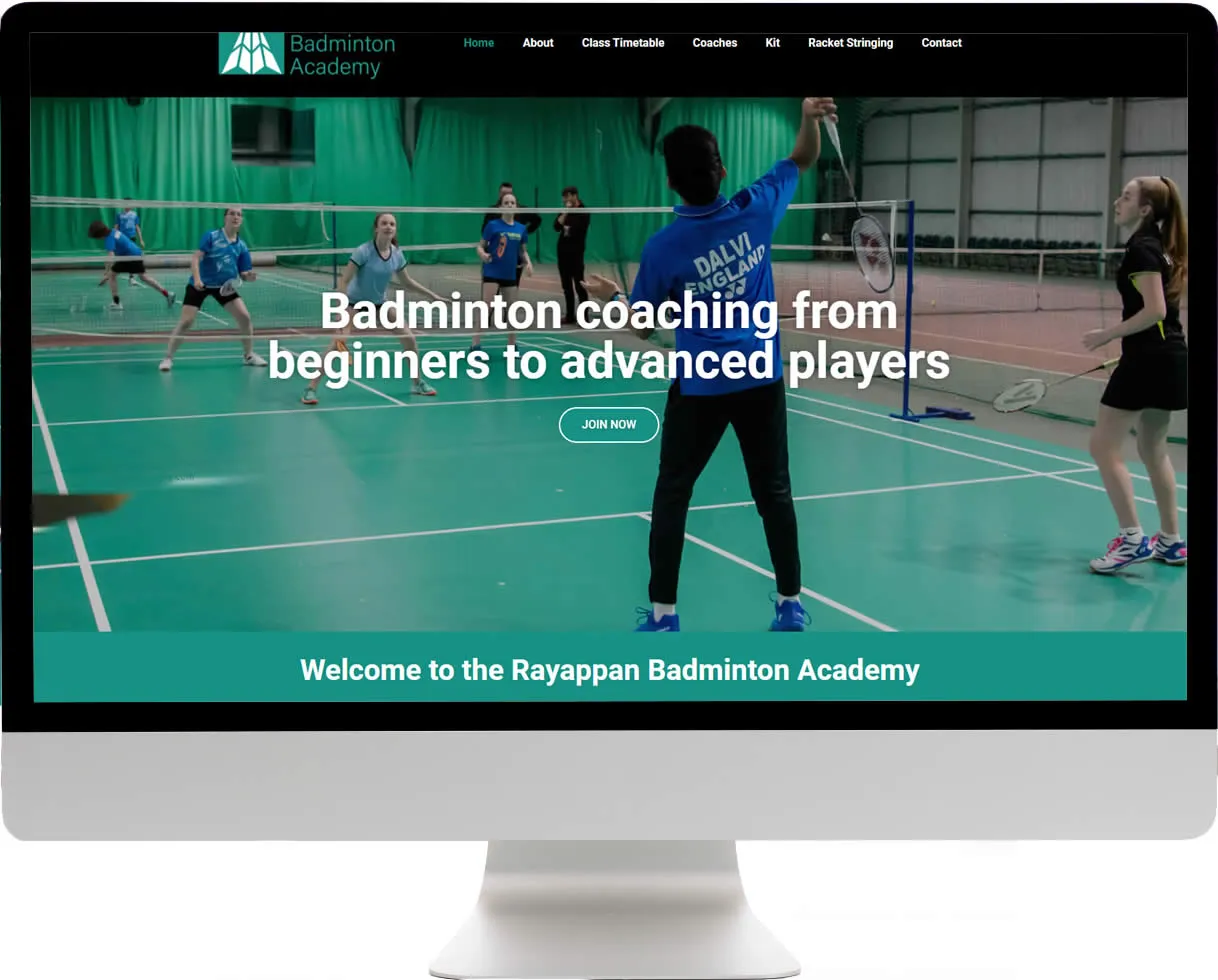 Badminton
Academy
Home About Class Timetable Coaches Kit Racket Stringing Contact
DALVI
ENGLAND
Badminton coaching from
beginners to advanced players
JOIN NOW
Welcome to the Rayappan Badminton Academy